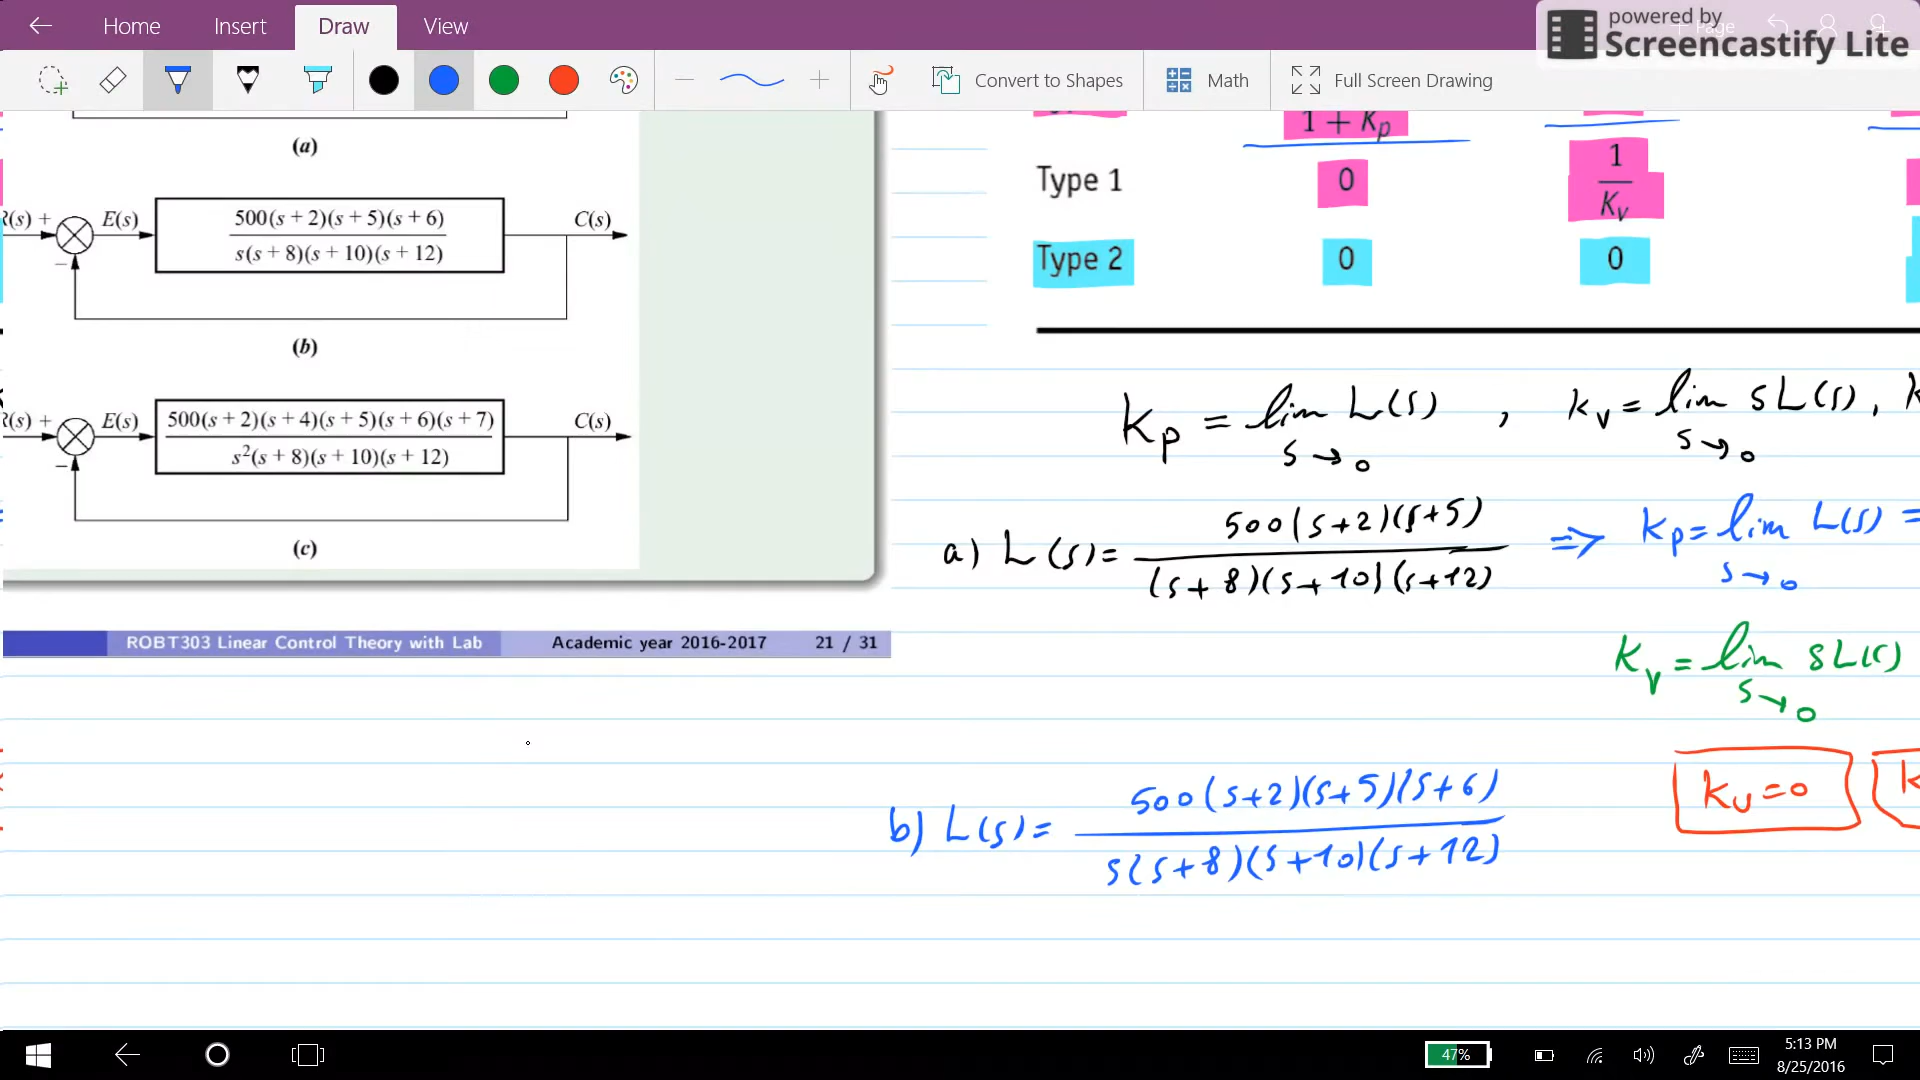 Home Insert Draw View
powered by
Screencastify Lite
Page
Convert to Shapes Math Full Screen Drawing
(a)
R(s) + E(s) 500(s + 2)(s + 5)(s + 6) C(s)
s(s + 8)(s + 10)(s + 12)
−
(b)
R(s) + E(s) 500(s + 2)(s + 4)(s + 5)(s + 6)(s + 7) C(s)
s²(s + 8)(s + 10)(s + 12)
−
(c)
ROBT303 Linear Control Theory with Lab Academic year 2016-2017 21 / 31
1 + Kp
Type 1 0 1
Kv
Type 2 0 0
Kp = lim L(s) , Kv = lim sL(s), K
s→0 s→0
a) L(s)= 500(s+2)(s+5) => Kp = lim L(s) =
(s+8)(s+10)(s+12) s→0
Kv = lim sL(s)
s→0
b) L(s)= 500(s+2)(s+5)(s+6) Kv=0 K
s(s+8)(s+10)(s+12)
47% 5:13 PM
8/25/2016